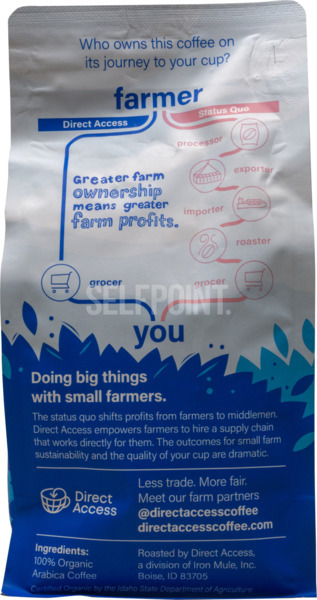 Who owns this coffee on
its journey to your cup?
farmer
Direct Access
Status Quo
processor
exporter
importer
roaster
grocer
Greater farm
ownership
means greater
farm profits.
grocer
SELFPOINT.
you
Doing big things
with small farmers.
The status quo shifts profits from farmers to middlemen.
Direct Access empowers farmers to hire a supply chain
that works directly for them. The outcomes for small farm
sustainability and the quality of your cup are dramatic.
Direct
Access
Less trade. More fair.
Meet our farm partners
@directaccesscoffee
directaccesscoffee.com
Ingredients:
100% Organic
Arabica Coffee
Roasted by Direct Access,
a division of Iron Mule, Inc.
Boise, ID 83705
Certified Organic by the Idaho State Department of Agriculture